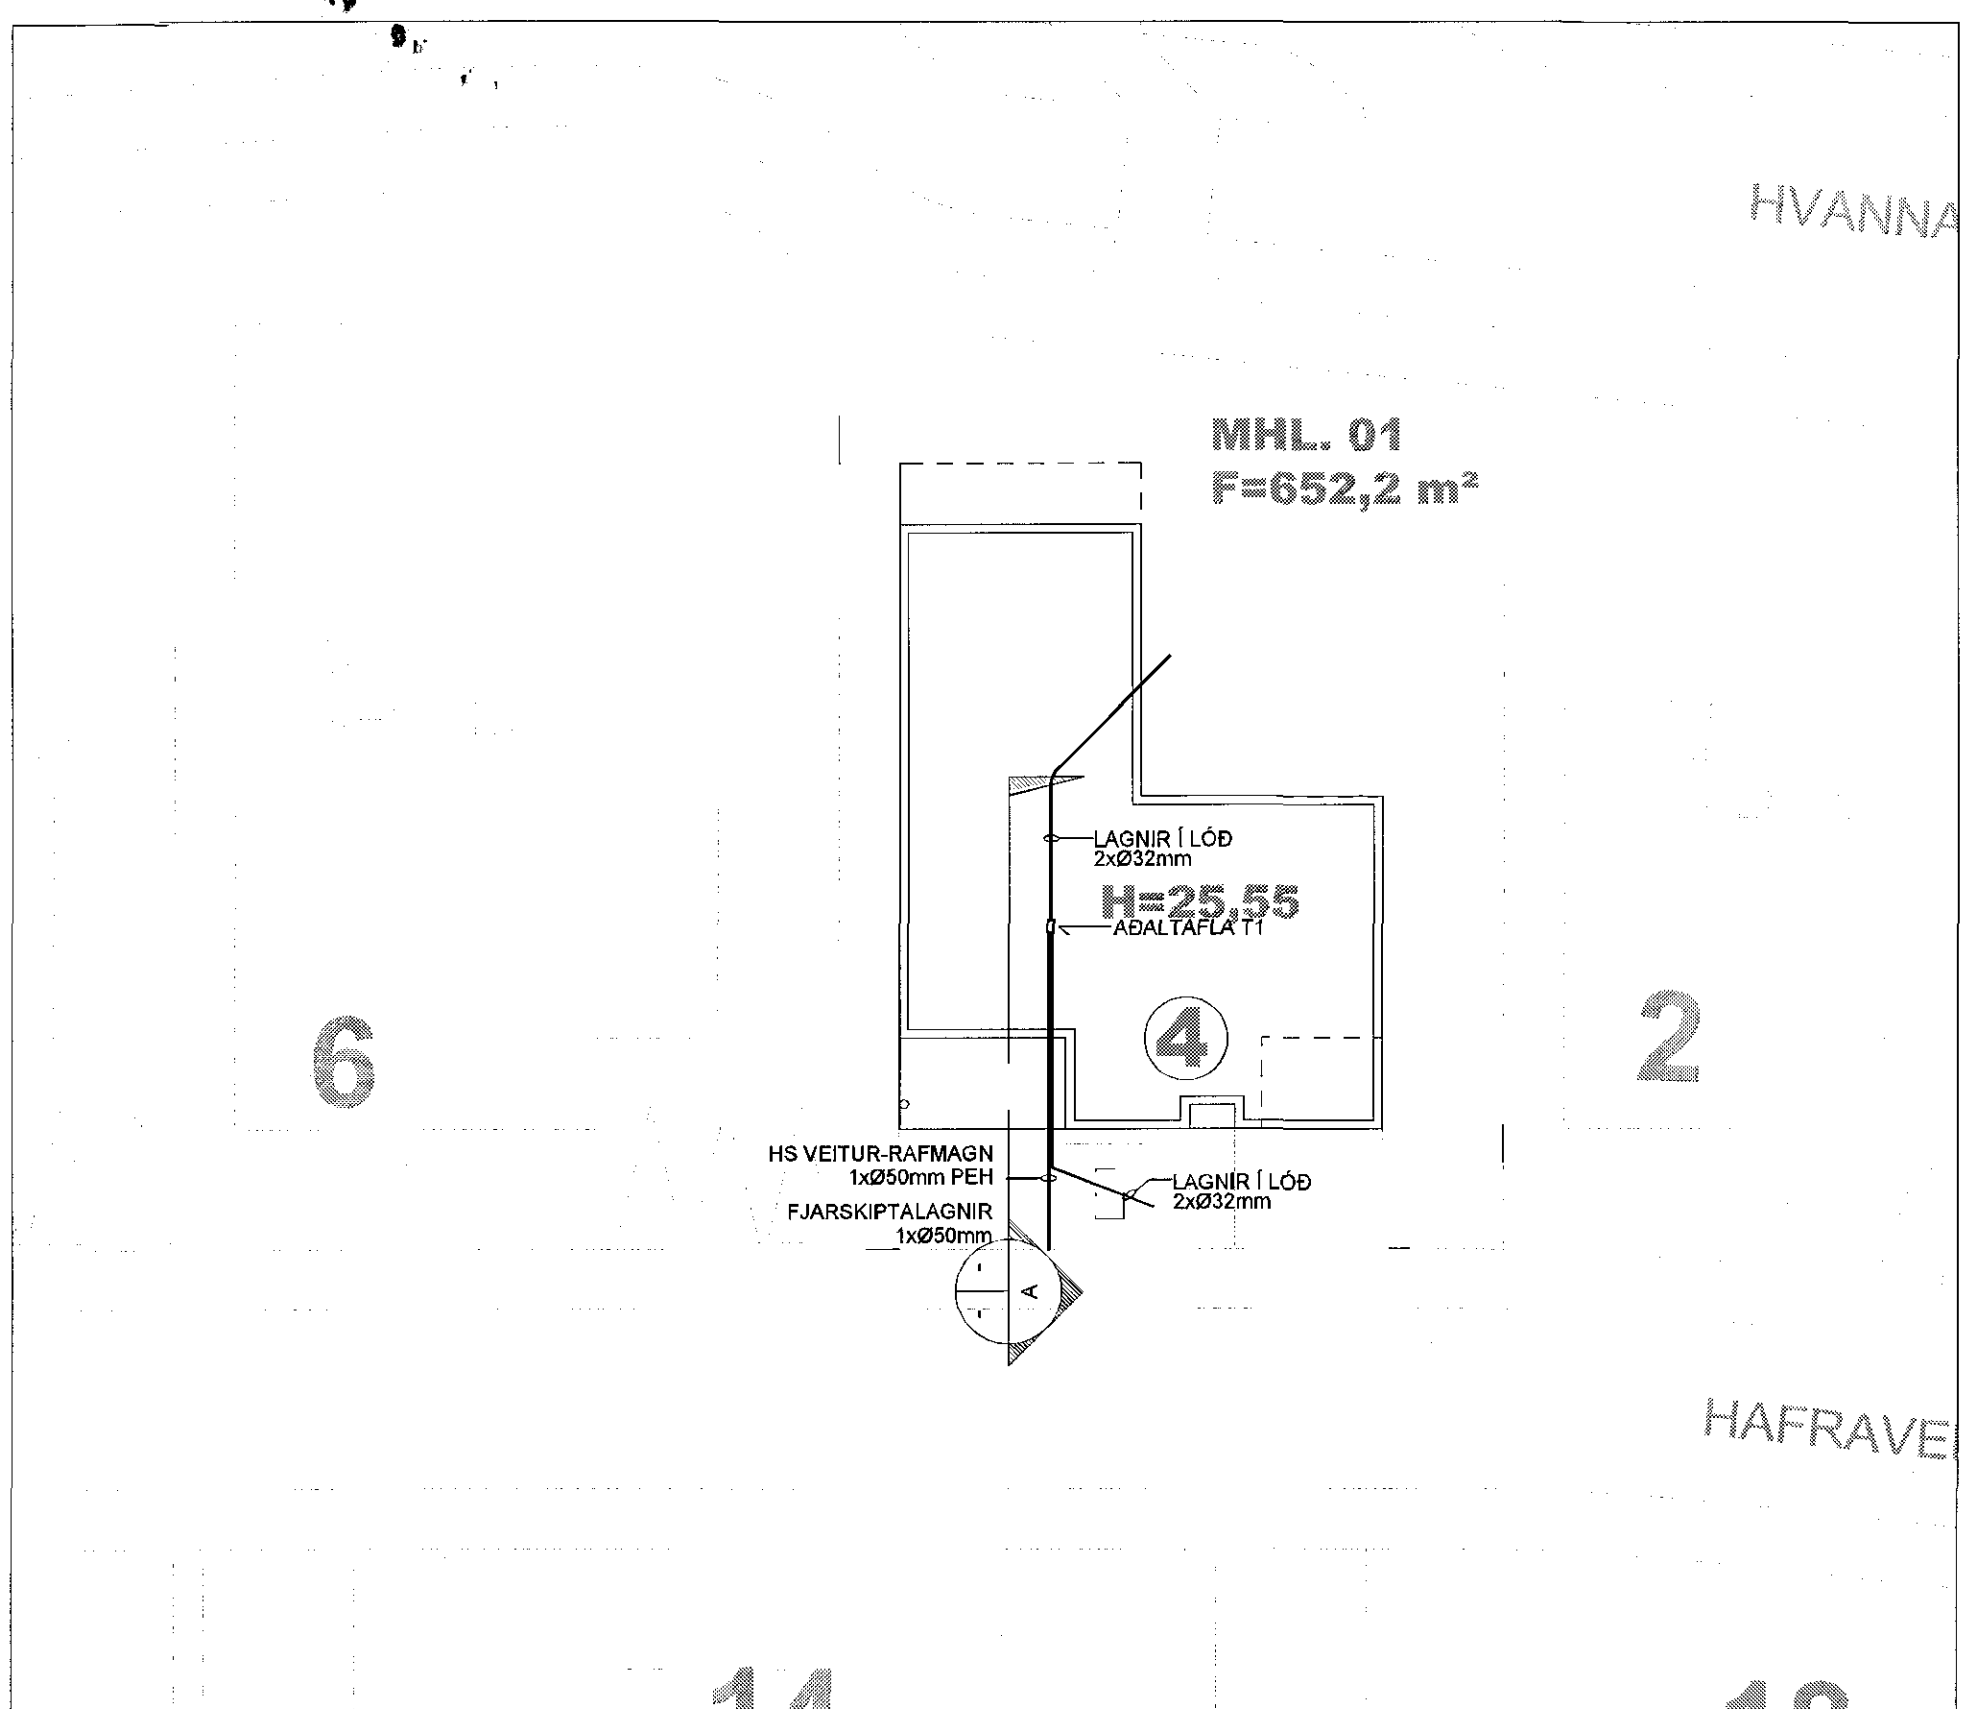 HVANNA
MHL. 01
F=652,2 m²
LAGNIR Í LÓÐ
2xØ32mm
H=25,55
AÐALTAFLA T1
6
4
2
HS VEITUR-RAFMAGN
1xØ50mm PEH
LAGNIR Í LÓÐ
2xØ32mm
FJARSKIPTALAGNIR
1xØ50mm
A
HAFRAVE
14